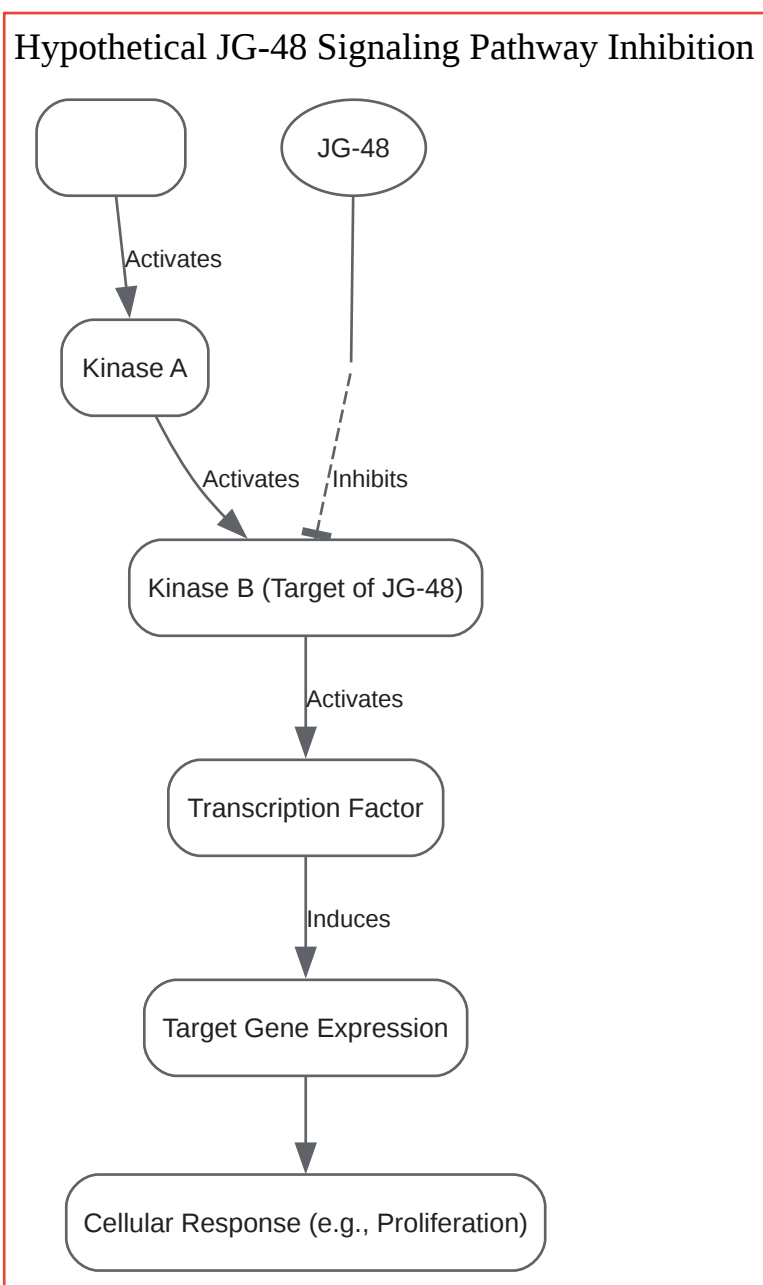 Hypothetical JG-48 Signaling Pathway Inhibition
JG-48
Activates
Kinase A
Activates
Inhibits
Kinase B (Target of JG-48)
Activates
Transcription Factor
Induces
Target Gene Expression
Cellular Response (e.g., Proliferation)